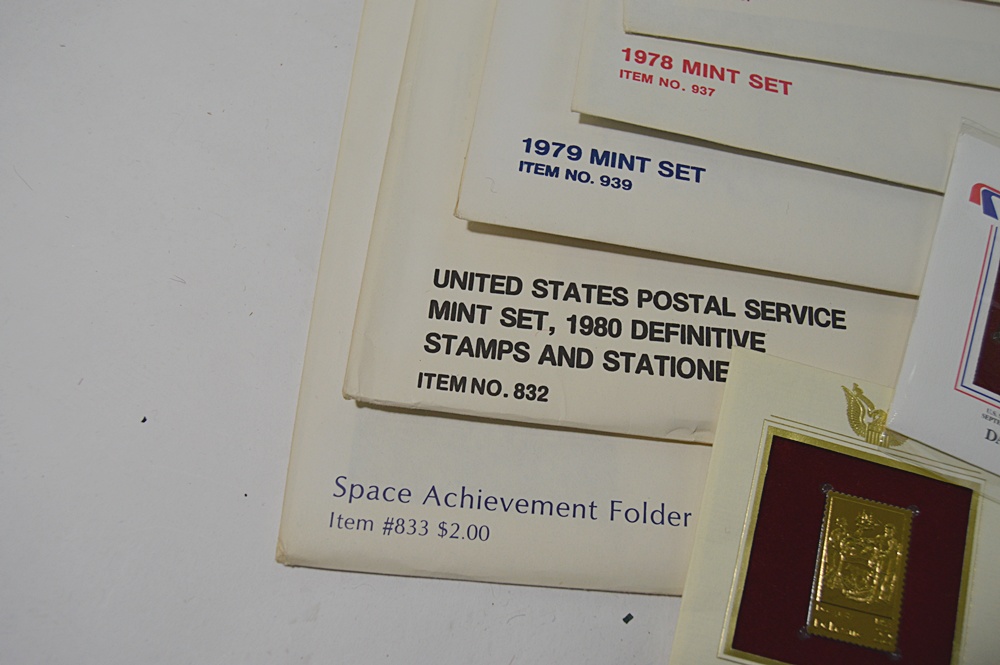 1978 MINT SET
ITEM NO. 937
1979 MINT SET
ITEM NO. 939
UNITED STATES POSTAL SERVICE
MINT SET, 1980 DEFINITIVE
STAMPS AND STATIONE
ITEM NO. 832
Space Achievement Folder
Item #833 $2.00